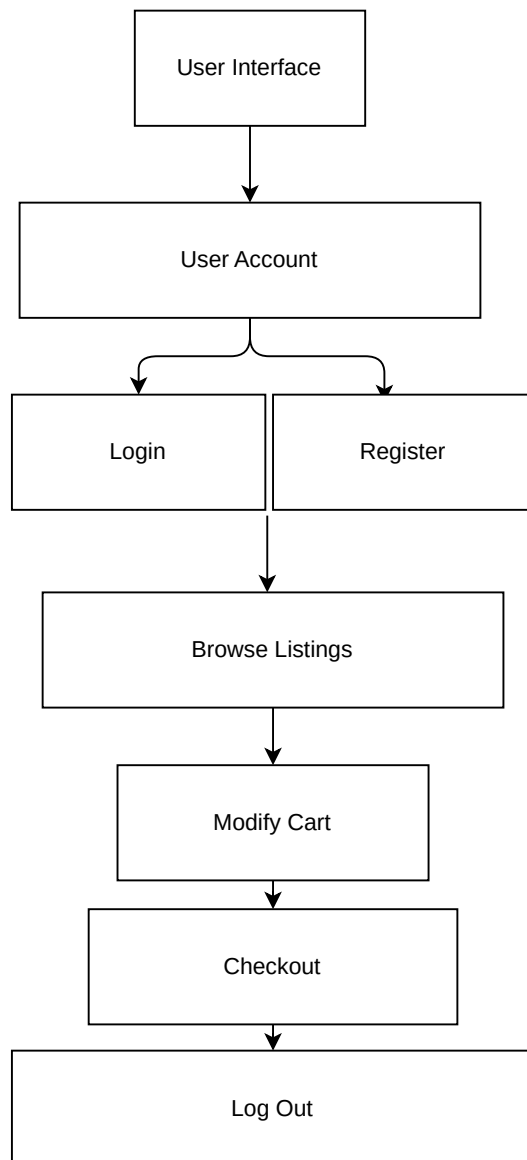 User Interface
User Account
Login
Register
Browse Listings
Modify Cart
Checkout
Log Out